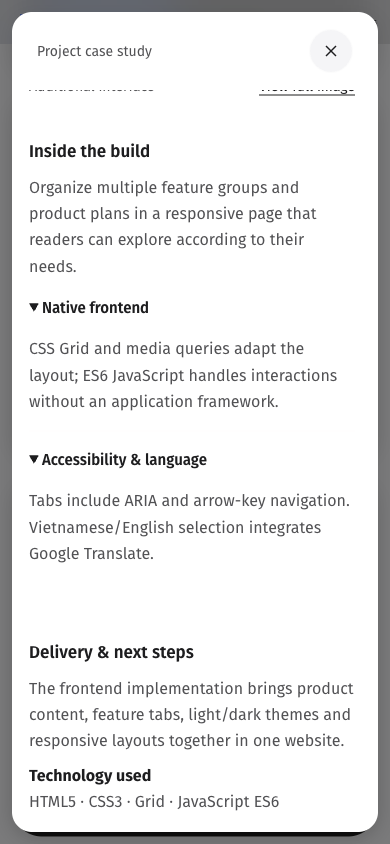 Project case study
Inside the build
Organize multiple feature groups and
product plans in a responsive page that
readers can explore according to their
needs.
▼ Native frontend
CSS Grid and media queries adapt the
layout; ES6 JavaScript handles interactions
without an application framework.
▼ Accessibility & language
Tabs include ARIA and arrow-key navigation.
Vietnamese/English selection integrates
Google Translate.
Delivery & next steps
The frontend implementation brings product
content, feature tabs, light/dark themes and
responsive layouts together in one website.
Technology used
HTML5 · CSS3 · Grid · JavaScript ES6